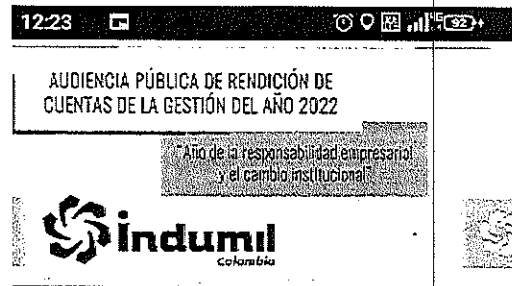 12:23
92
AUDIENCIA PÚBLICA DE RENDICIÓN DE
CUENTAS DE LA GESTIÓN DEL AÑO 2022
"Año de la responsabilidad empresarial
y el cambio institucional"
indumil
Colombia